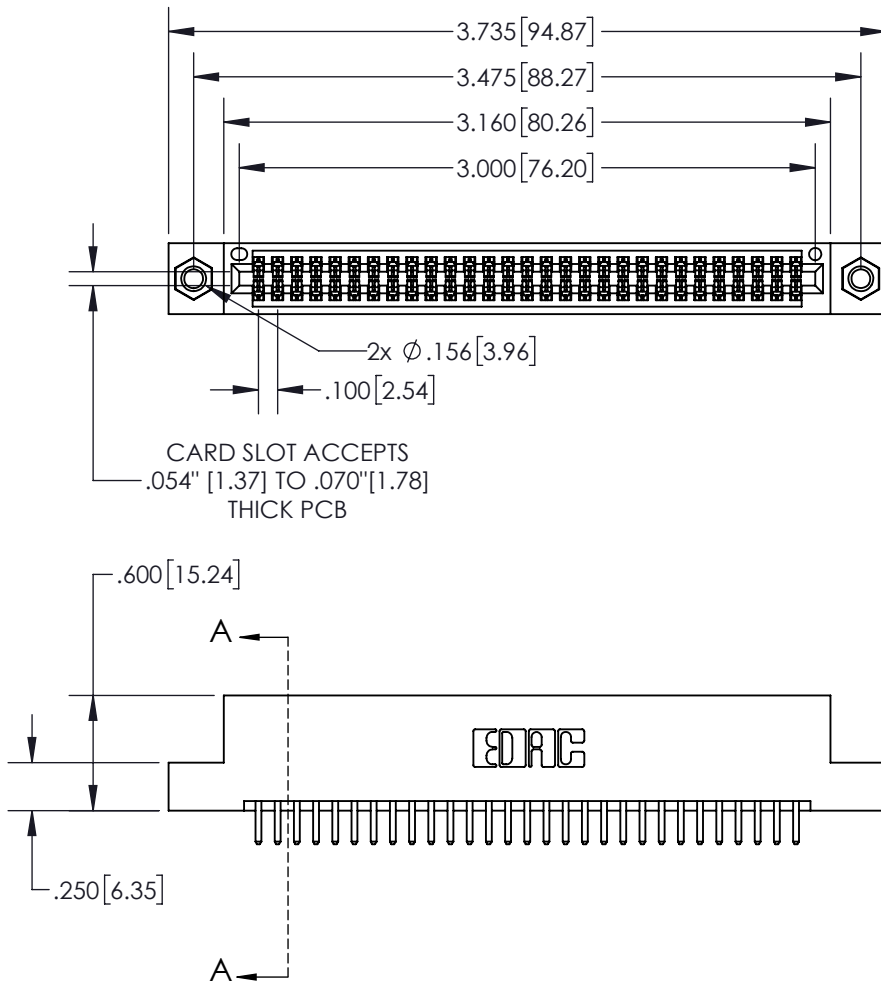 3.735[94.87]
3.475[88.27]
3.160[80.26]
3.000[76.20]
2x Ø.156[3.96]
.100[2.54]
CARD SLOT ACCEPTS
.054" [1.37] TO .070"[1.78]
THICK PCB
.600[15.24]
A
EDAC
.250[6.35]
A